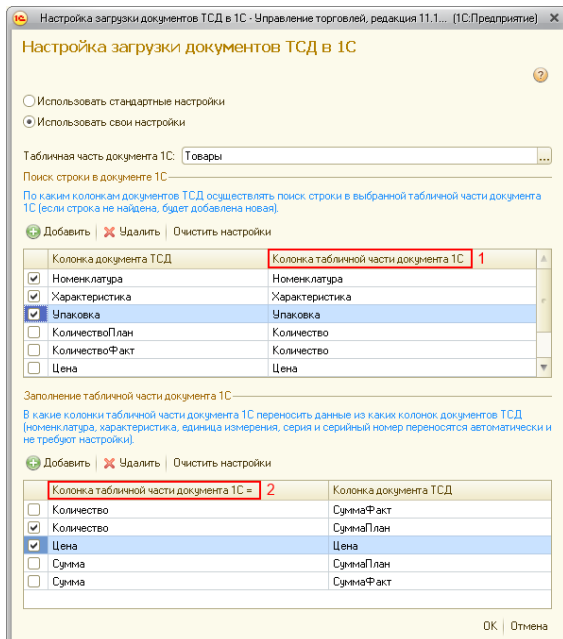 Настройка загрузки документов ТСД в 1С - Управление торговлей, редакция 11.1... (1С:Предприятие)
Настройка загрузки документов ТСД в 1С
Использовать стандартные настройки
Использовать свои настройки
Табличная часть документа 1С: Товары ...
Поиск строки в документе 1С
По каким колонкам документов ТСД осуществлять поиск строки в выбранной табличной части документа
1С (если строка не найдена, будет добавлена новая).
Добавить Удалить Очистить настройки
Колонка документа ТСД Колонка табличной части документа 1С 1
Номенклатура Номенклатура
Характеристика Характеристика
Упаковка Упаковка
КоличествоПлан Количество
КоличествоФакт Количество
Цена Цена
Заполнение табличной части документа 1С
В какие колонки табличной части документа 1С переносить данные из каких колонок документов ТСД
(номенклатура, характеристика, единица измерения, серия и серийный номер переносятся автоматически и
не требуют настройки).
Добавить Удалить Очистить настройки
Колонка табличной части документа 1С = 2 Колонка документа ТСД
Количество СуммаФакт
Количество СуммаПлан
Цена Цена
Сумма СуммаПлан
Сумма СуммаФакт
ОК Отмена